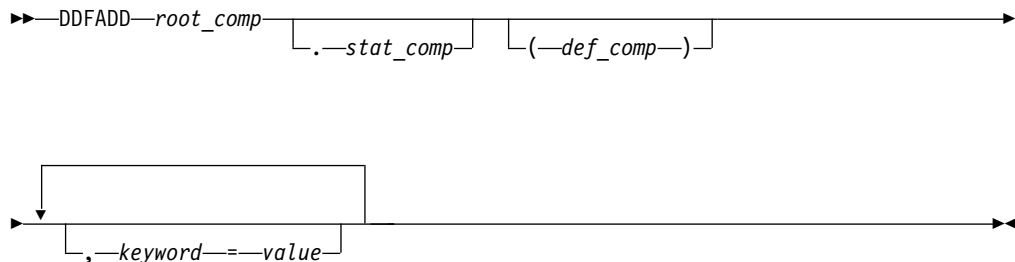 DDFADD root_comp
. stat_comp ( def_comp )
, keyword = value